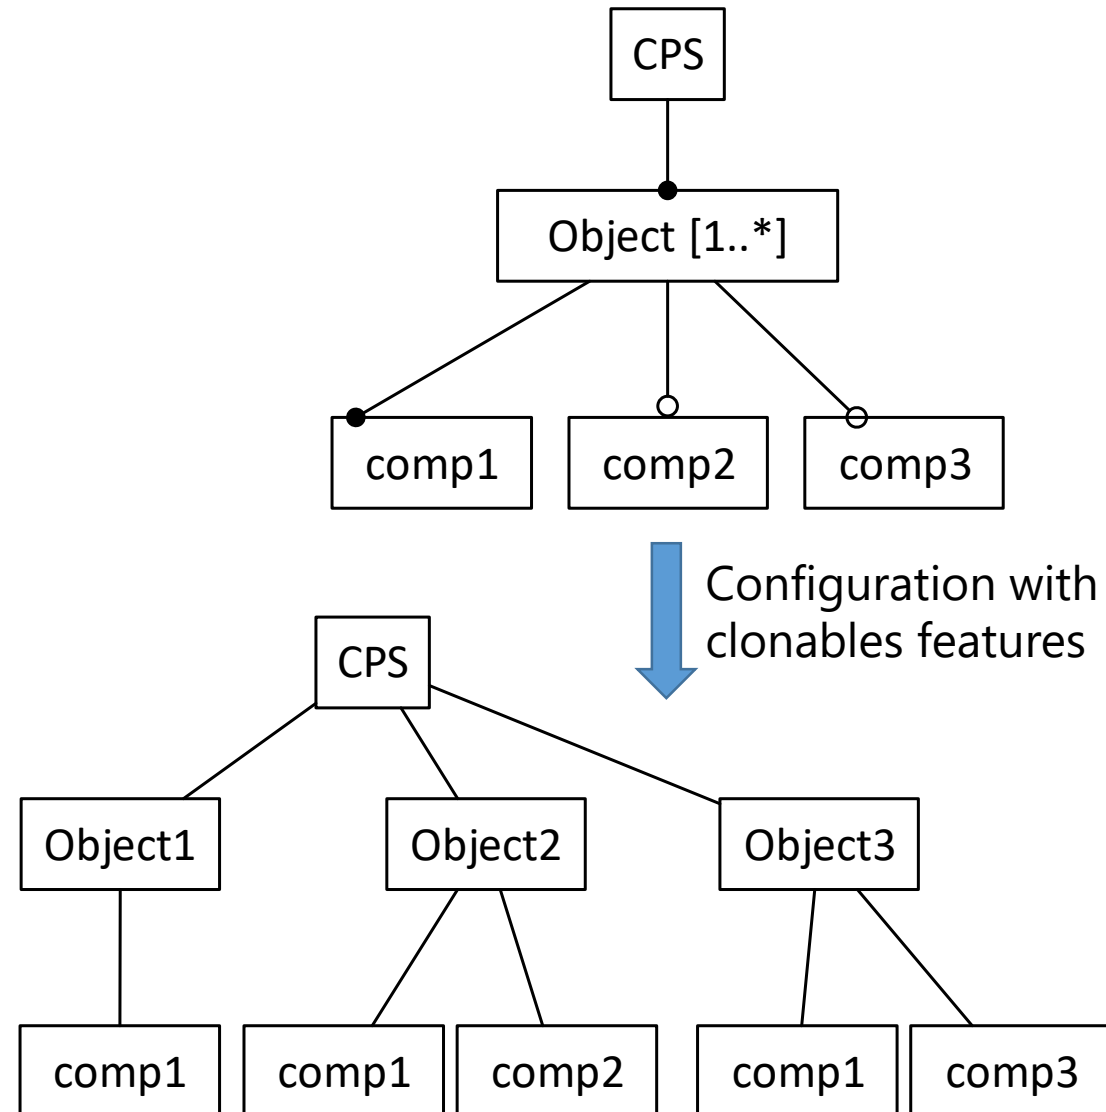 CPS
Object [1..*]
comp1
comp2
comp3
Configuration with
clonables features
CPS
Object1
Object2
Object3
comp1
comp1
comp2
comp1
comp3